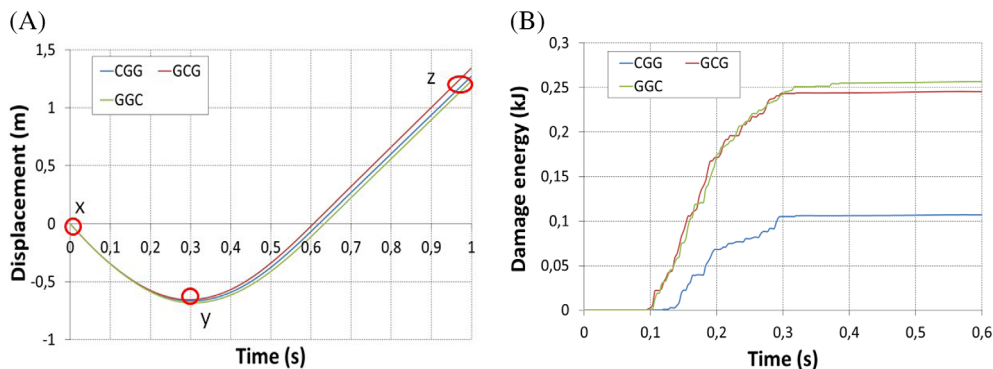 (A)
Displacement (m)
1,5
1
0,5
0
-0,5
-1
CGG GCG
GGC
x
y
z
0 0,1 0,2 0,3 0,4 0,5 0,6 0,7 0,8 0,9 1
Time (s)
(B)
Damage energy (kJ)
0,3
0,25
0,2
0,15
0,1
0,05
0
CGG GCG
GGC
0 0,1 0,2 0,3 0,4 0,5 0,6
Time (s)